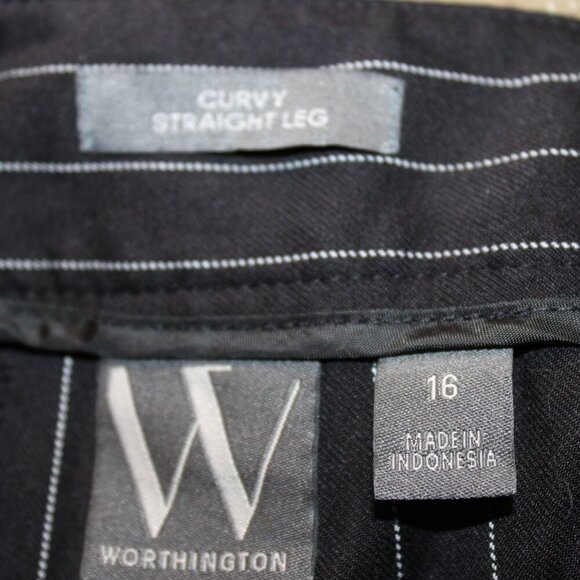 CURVY
STRAIGHT LEG
W
WORTHINGTON
16
MADE IN
INDONESIA